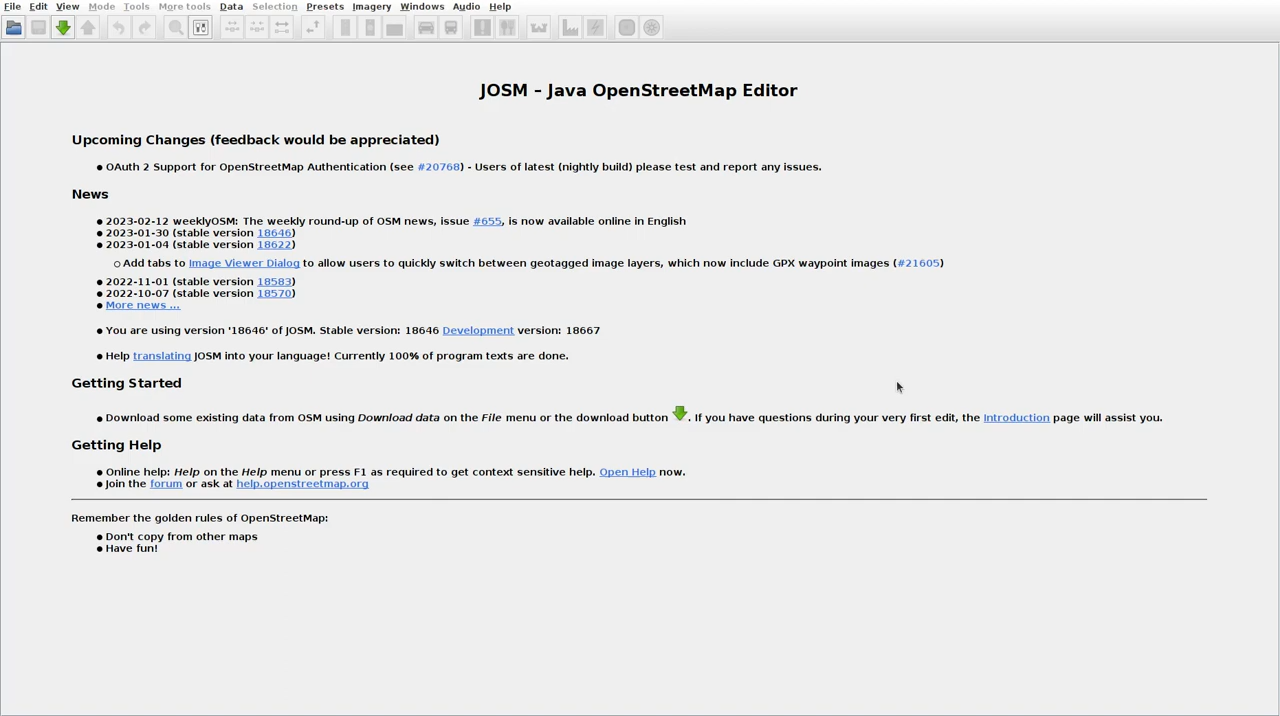 File Edit View Mode Tools More tools Data Selection Presets Imagery Windows Audio Help
JOSM – Java OpenStreetMap Editor
Upcoming Changes (feedback would be appreciated)
● OAuth 2 Support for OpenStreetMap Authentication (see #20768) - Users of latest (nightly build) please test and report any issues.
News
● 2023-02-12 weeklyOSM: The weekly round-up of OSM news, issue #655, is now available online in English
● 2023-01-30 (stable version 18646)
● 2023-01-04 (stable version 18622)
○ Add tabs to Image Viewer Dialog to allow users to quickly switch between geotagged image layers, which now include GPX waypoint images (#21605)
● 2022-11-01 (stable version 18583)
● 2022-10-07 (stable version 18570)
● More news ...
● You are using version '18646' of JOSM. Stable version: 18646 Development version: 18667
● Help translating JOSM into your language! Currently 100% of program texts are done.
Getting Started
● Download some existing data from OSM using Download data on the File menu or the download button . If you have questions during your very first edit, the Introduction page will assist you.
Getting Help
● Online help: Help on the Help menu or press F1 as required to get context sensitive help. Open Help now.
● Join the forum or ask at help.openstreetmap.org
Remember the golden rules of OpenStreetMap:
● Don't copy from other maps
● Have fun!